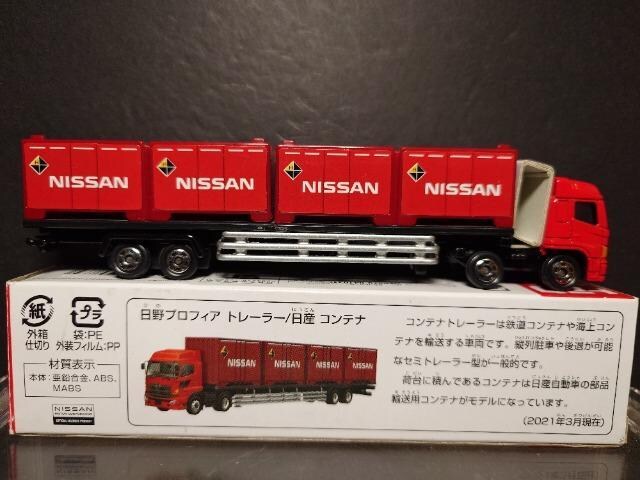 NISSAN NISSAN NISSAN NISSAN
紙
外箱
仕切り
プラ
袋:PE
外装フィルム:PP
材質表示
本体:亜鉛合金、ABS、
MABS
NISSAN
日野プロフィア トレーラー/日産 コンテナ
コンテナトレーラーは鉄道コンテナや海上コン
テナを輸送する車両です。縦列駐車や後退が可能
なセミトレーラー型が一般的です。
荷台に積んであるコンテナは日産自動車の部品
輸送用コンテナがモデルになっています。
(2021年3月現在)